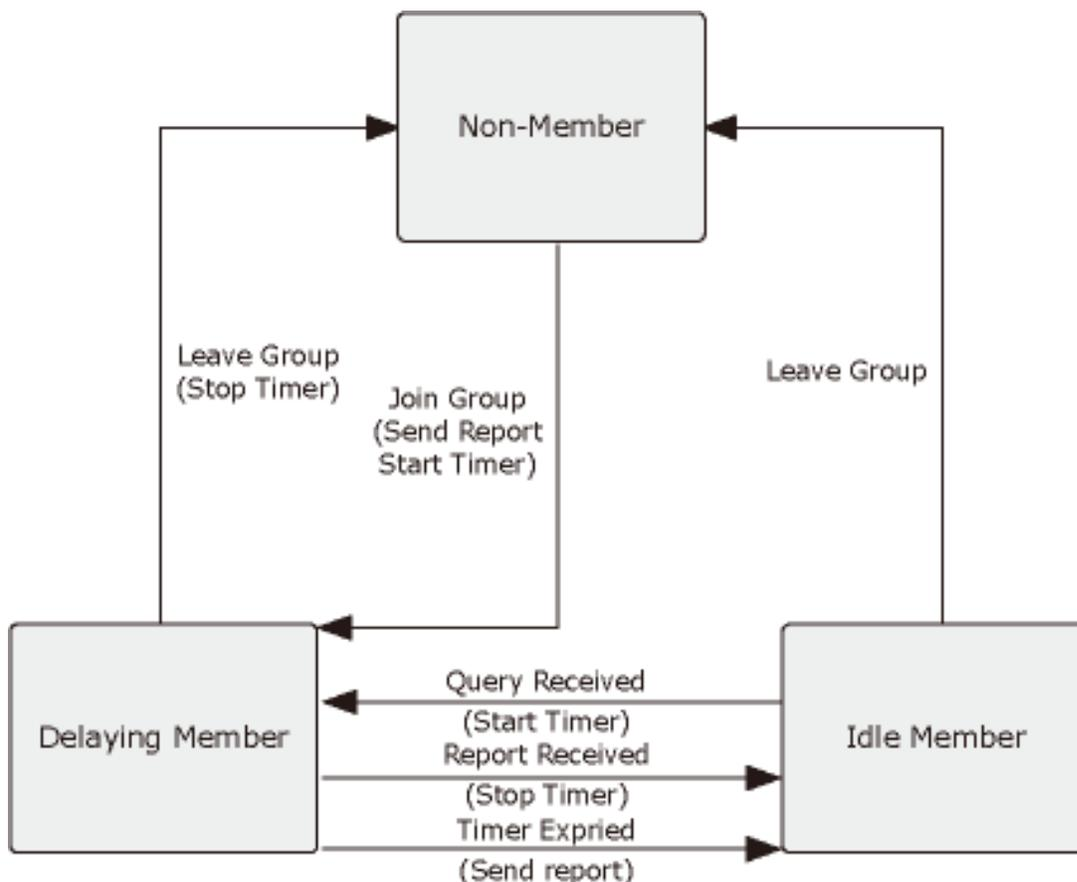 Non-Member
Leave Group
(Stop Timer)
Join Group
(Send Report
Start Timer)
Leave Group
Delaying Member
Query Received
(Start Timer)
Report Received
(Stop Timer)
Timer Expried
(Send report)
Idle Member